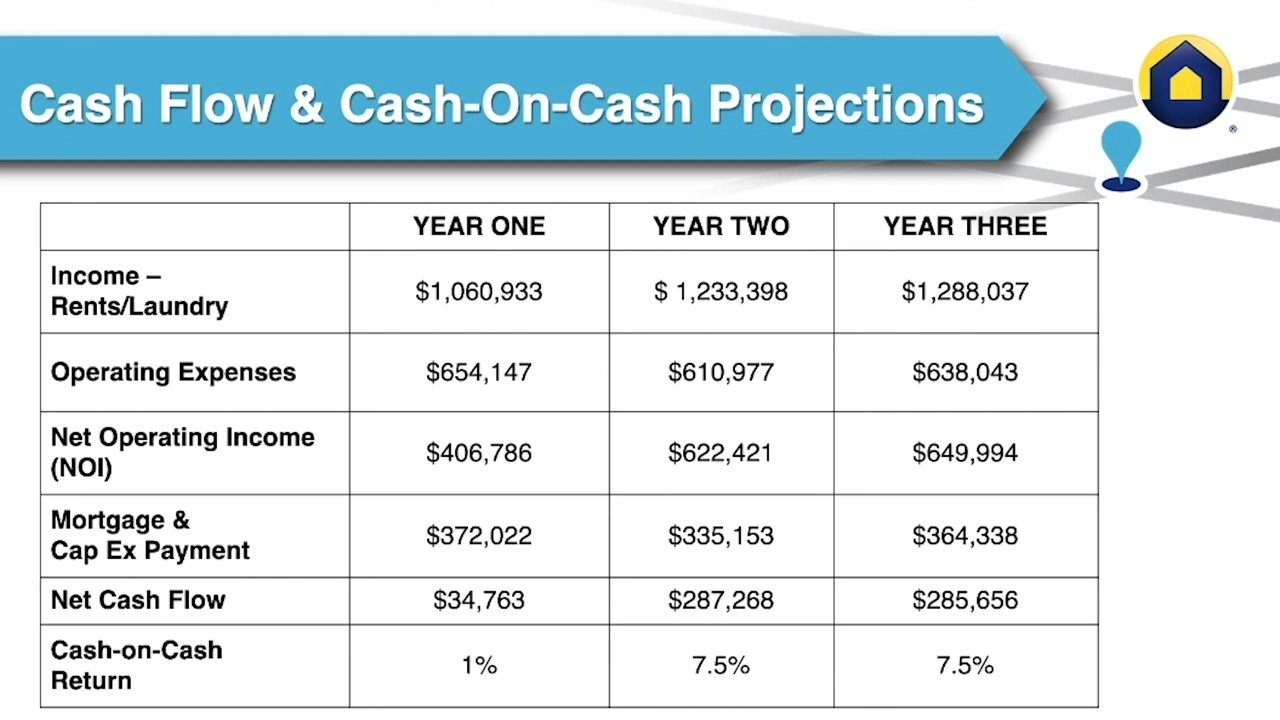 Cash Flow & Cash-On-Cash Projections
®
YEAR ONE YEAR TWO YEAR THREE
Income –
Rents/Laundry
$1,060,933 $ 1,233,398 $1,288,037
Operating Expenses $654,147 $610,977 $638,043
Net Operating Income
(NOI)
$406,786 $622,421 $649,994
Mortgage &
Cap Ex Payment
$372,022 $335,153 $364,338
Net Cash Flow $34,763 $287,268 $285,656
Cash-on-Cash
Return
1% 7.5% 7.5%